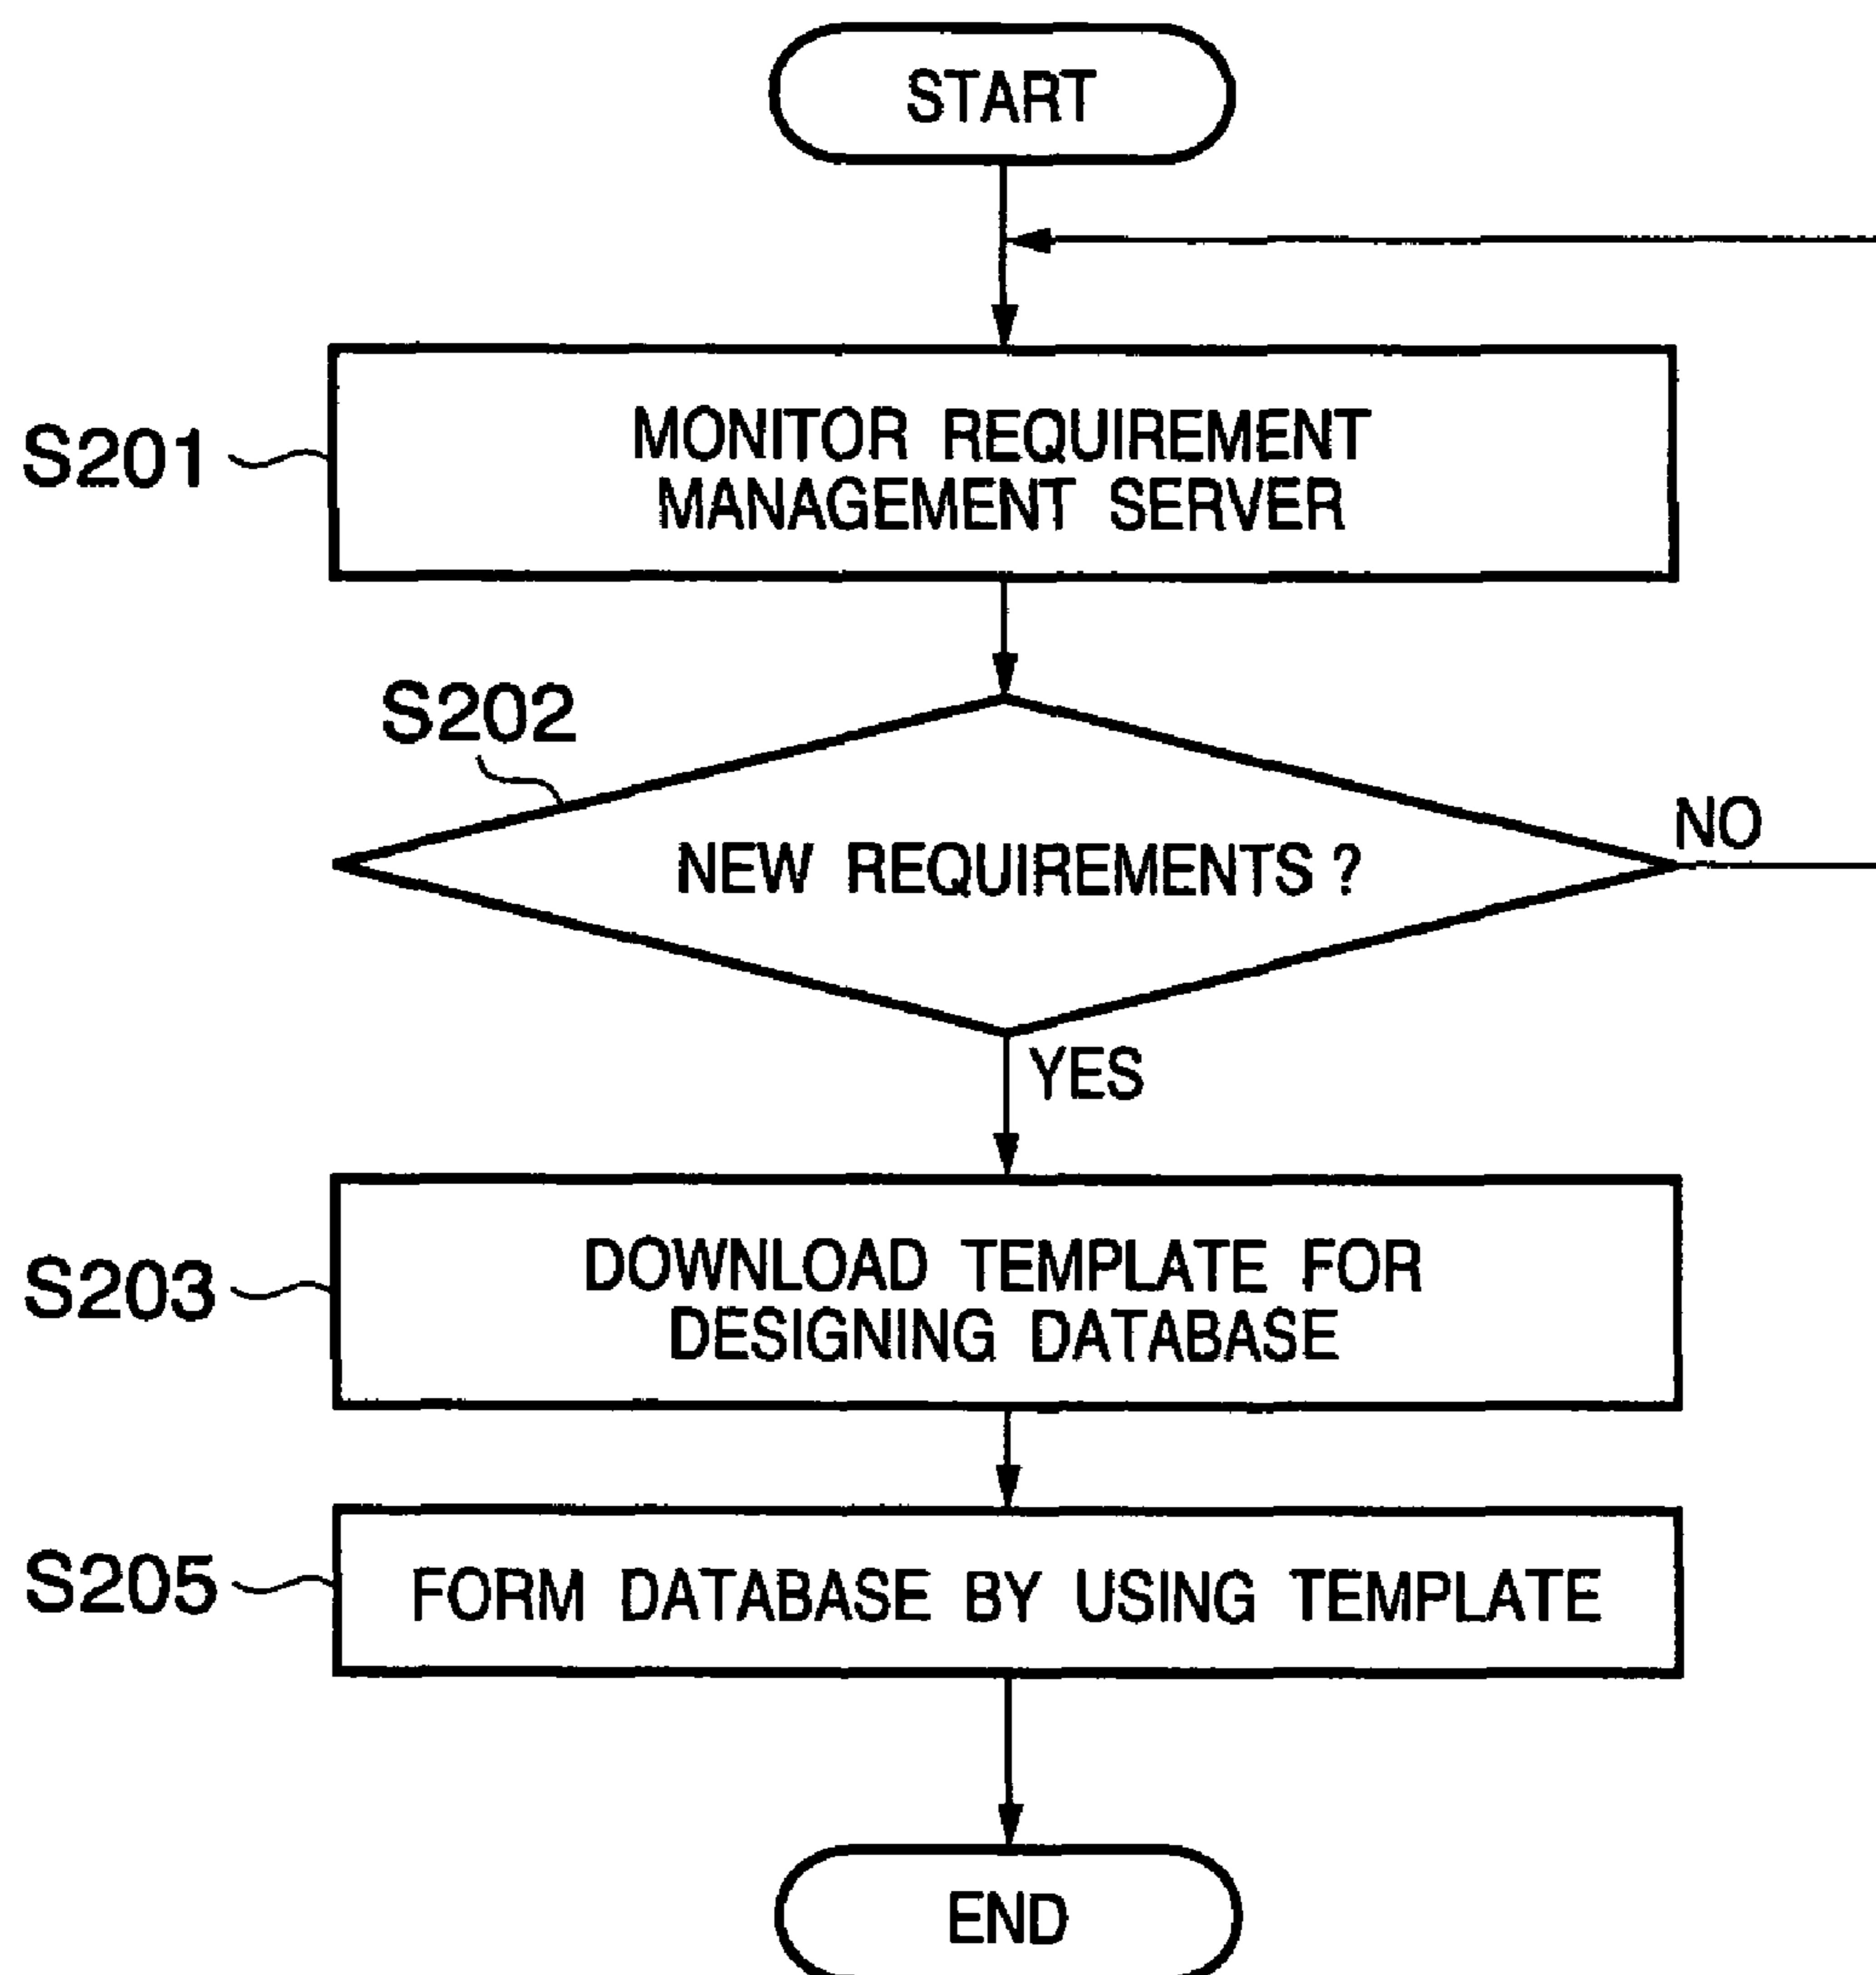 START
S201
MONITOR REQUIREMENT
MANAGEMENT SERVER
S202
NEW REQUIREMENTS ?
NO
YES
S203
DOWNLOAD TEMPLATE FOR
DESIGNING DATABASE
S205
FORM DATABASE BY USING TEMPLATE
END